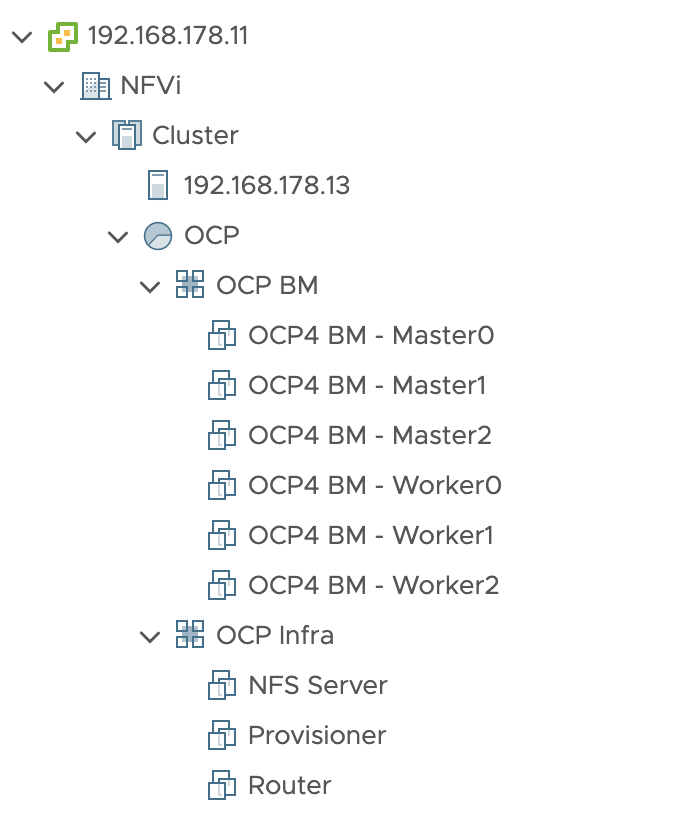 192.168.178.11
NFVi
Cluster
192.168.178.13
OCP
OCP BM
OCP4 BM - Master0
OCP4 BM - Master1
OCP4 BM - Master2
OCP4 BM - Worker0
OCP4 BM - Worker1
OCP4 BM - Worker2
OCP Infra
NFS Server
Provisioner
Router